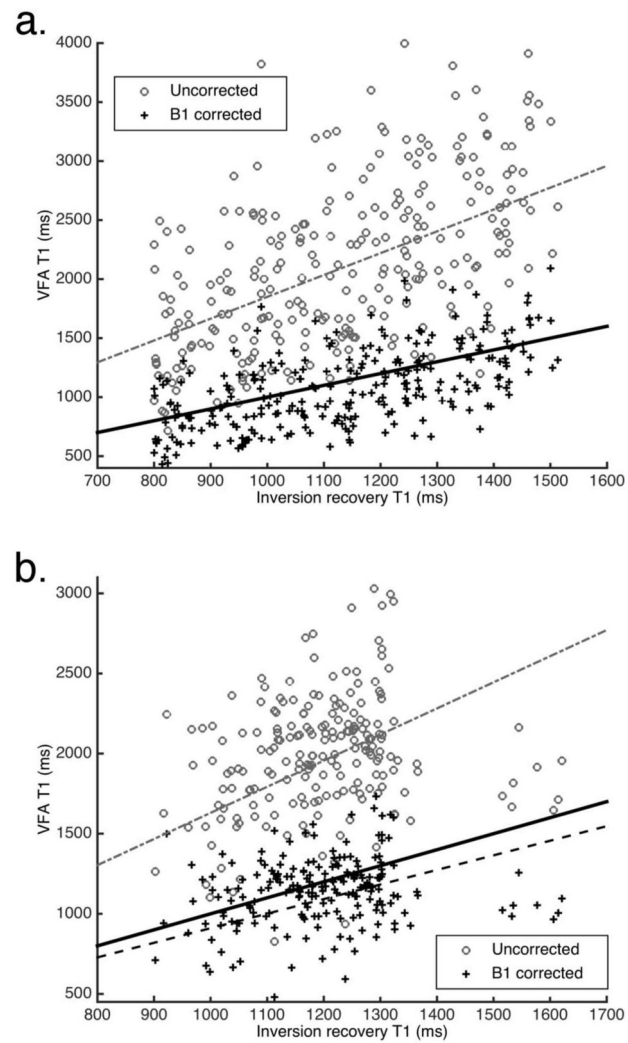 a.
4000
3500
3000
2500
2000
1500
1000
500
VFA T1 (ms)
Uncorrected
B1 corrected
700 800 900 1000 1100 1200 1300 1400 1500 1600
Inversion recovery T1 (ms)
b.
3000
2500
2000
1500
1000
500
VFA T1 (ms)
Uncorrected
B1 corrected
800 900 1000 1100 1200 1300 1400 1500 1600 1700
Inversion recovery T1 (ms)